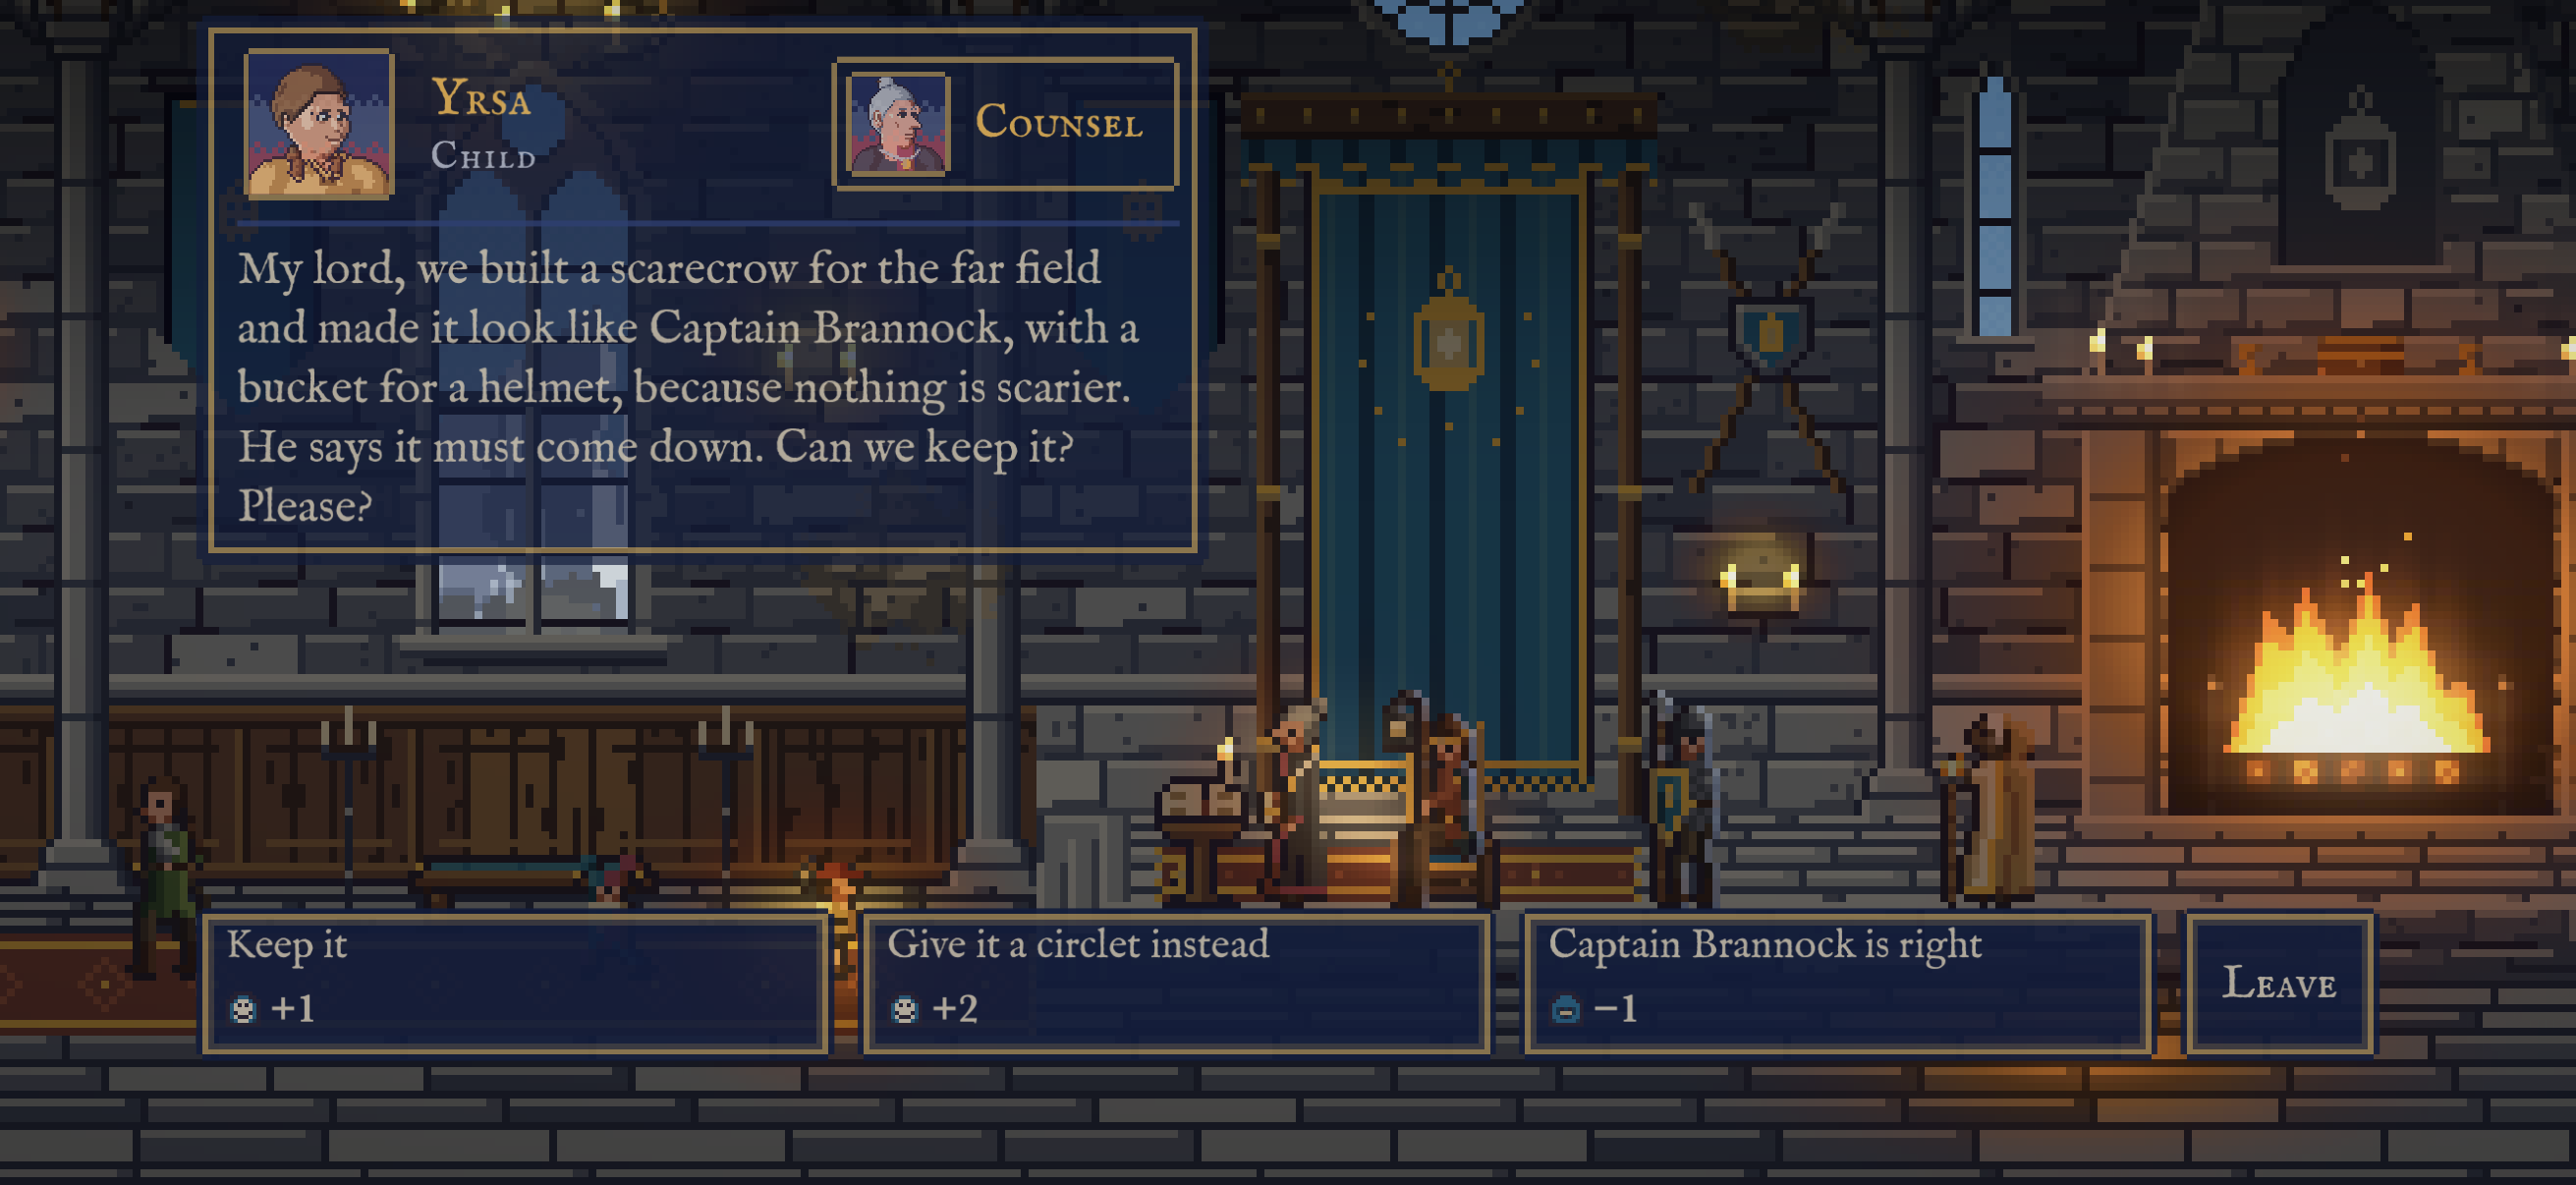 Yrsa
Child
Counsel
My lord, we built a scarecrow for the far field
and made it look like Captain Brannock, with a
bucket for a helmet, because nothing is scarier.
He says it must come down. Can we keep it?
Please?
Keep it
+1
Give it a circlet instead
+2
Captain Brannock is right
−1
Leave